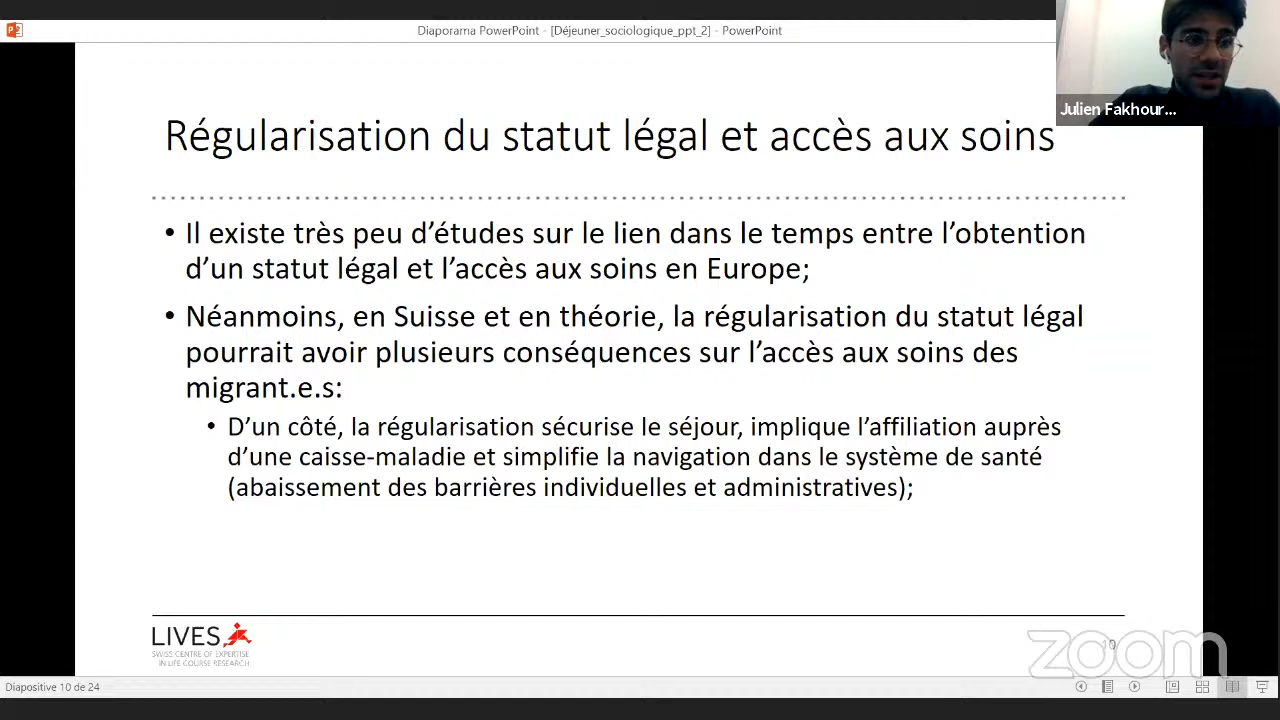 Diaporama PowerPoint - [Déjeuner_sociologique_ppt_2] - PowerPoint
Julien Fakhour...
Régularisation du statut légal et accès aux soins
• Il existe très peu d'études sur le lien dans le temps entre l'obtention
d'un statut légal et l'accès aux soins en Europe;
• Néanmoins, en Suisse et en théorie, la régularisation du statut légal
pourrait avoir plusieurs conséquences sur l'accès aux soins des
migrant.e.s:
• D'un côté, la régularisation sécurise le séjour, implique l'affiliation auprès
d'une caisse-maladie et simplifie la navigation dans le système de santé
(abaissement des barrières individuelles et administratives);
LIVES
SWISS CENTRE OF EXPERTISE
IN LIFE COURSE RESEARCH
zoom
Diapositive 10 de 24